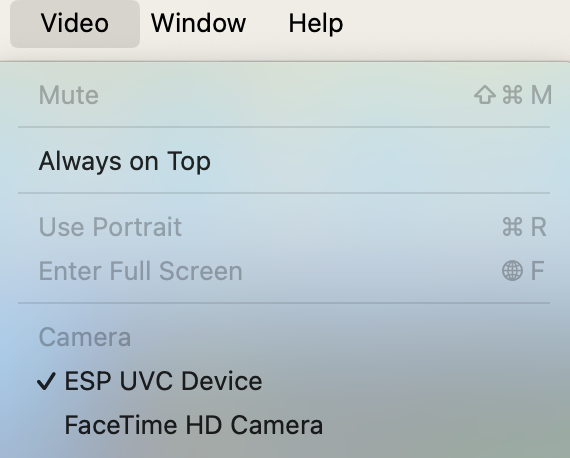 Video Window Help
Mute ⇧ ⌘ M
Always on Top
Use Portrait ⌘ R
Enter Full Screen 🌐 F
Camera
✓ ESP UVC Device
FaceTime HD Camera